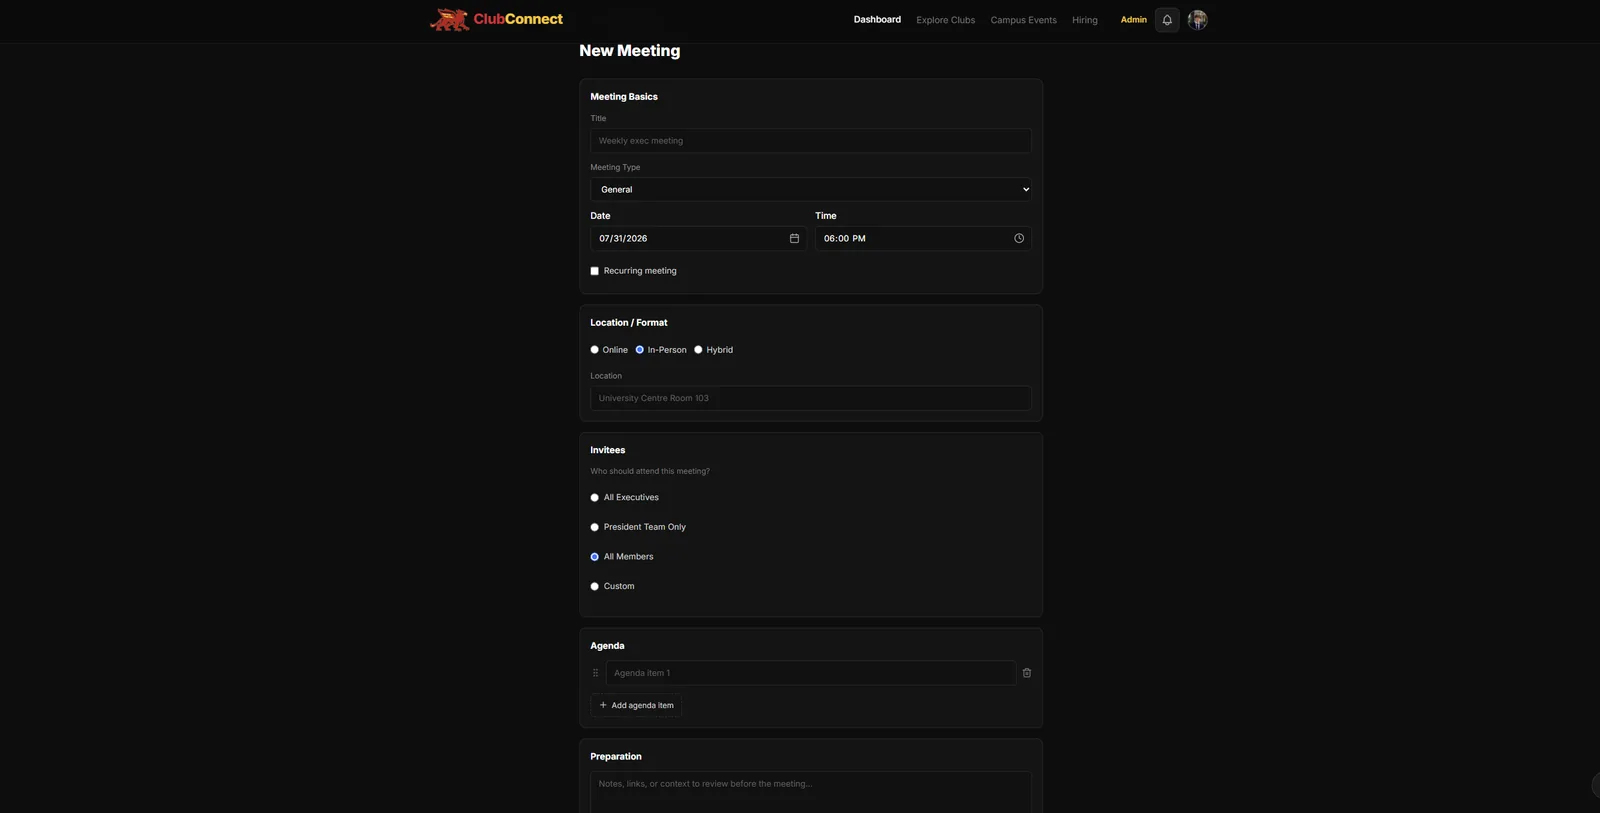 ClubConnect
Dashboard Explore Clubs Campus Events Hiring Admin
New Meeting
Meeting Basics
Title
Weekly exec meeting
Meeting Type
General
Date Time
07/31/2026 06:00 PM
Recurring meeting
Location / Format
Online In-Person Hybrid
Location
University Centre Room 103
Invitees
Who should attend this meeting?
All Executives
President Team Only
All Members
Custom
Agenda
Agenda item 1
+ Add agenda item
Preparation
Notes, links, or context to review before the meeting...